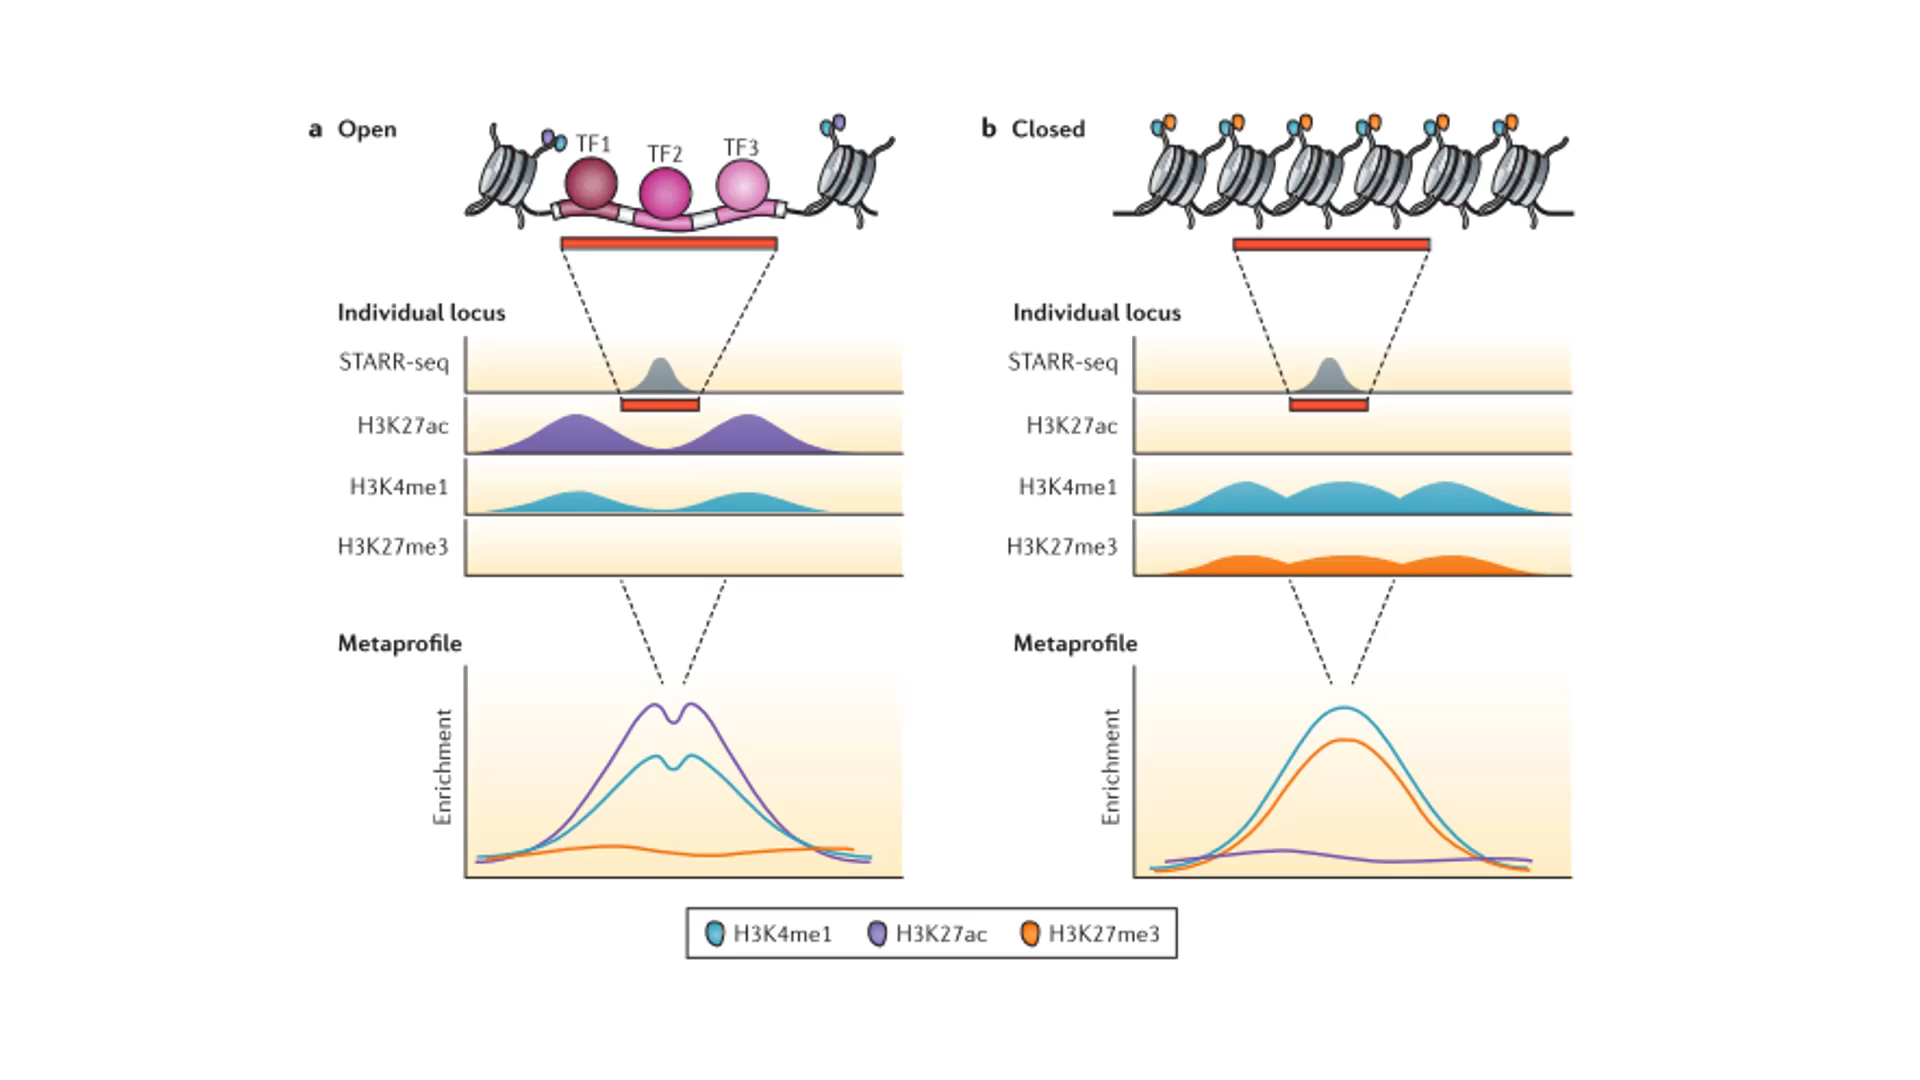 a Open
TF1
TF2
TF3
Individual locus
STARR-seq
H3K27ac
H3K4me1
H3K27me3
Metaprofile
Enrichment
b Closed
Individual locus
STARR-seq
H3K27ac
H3K4me1
H3K27me3
Metaprofile
Enrichment
H3K4me1 H3K27ac H3K27me3